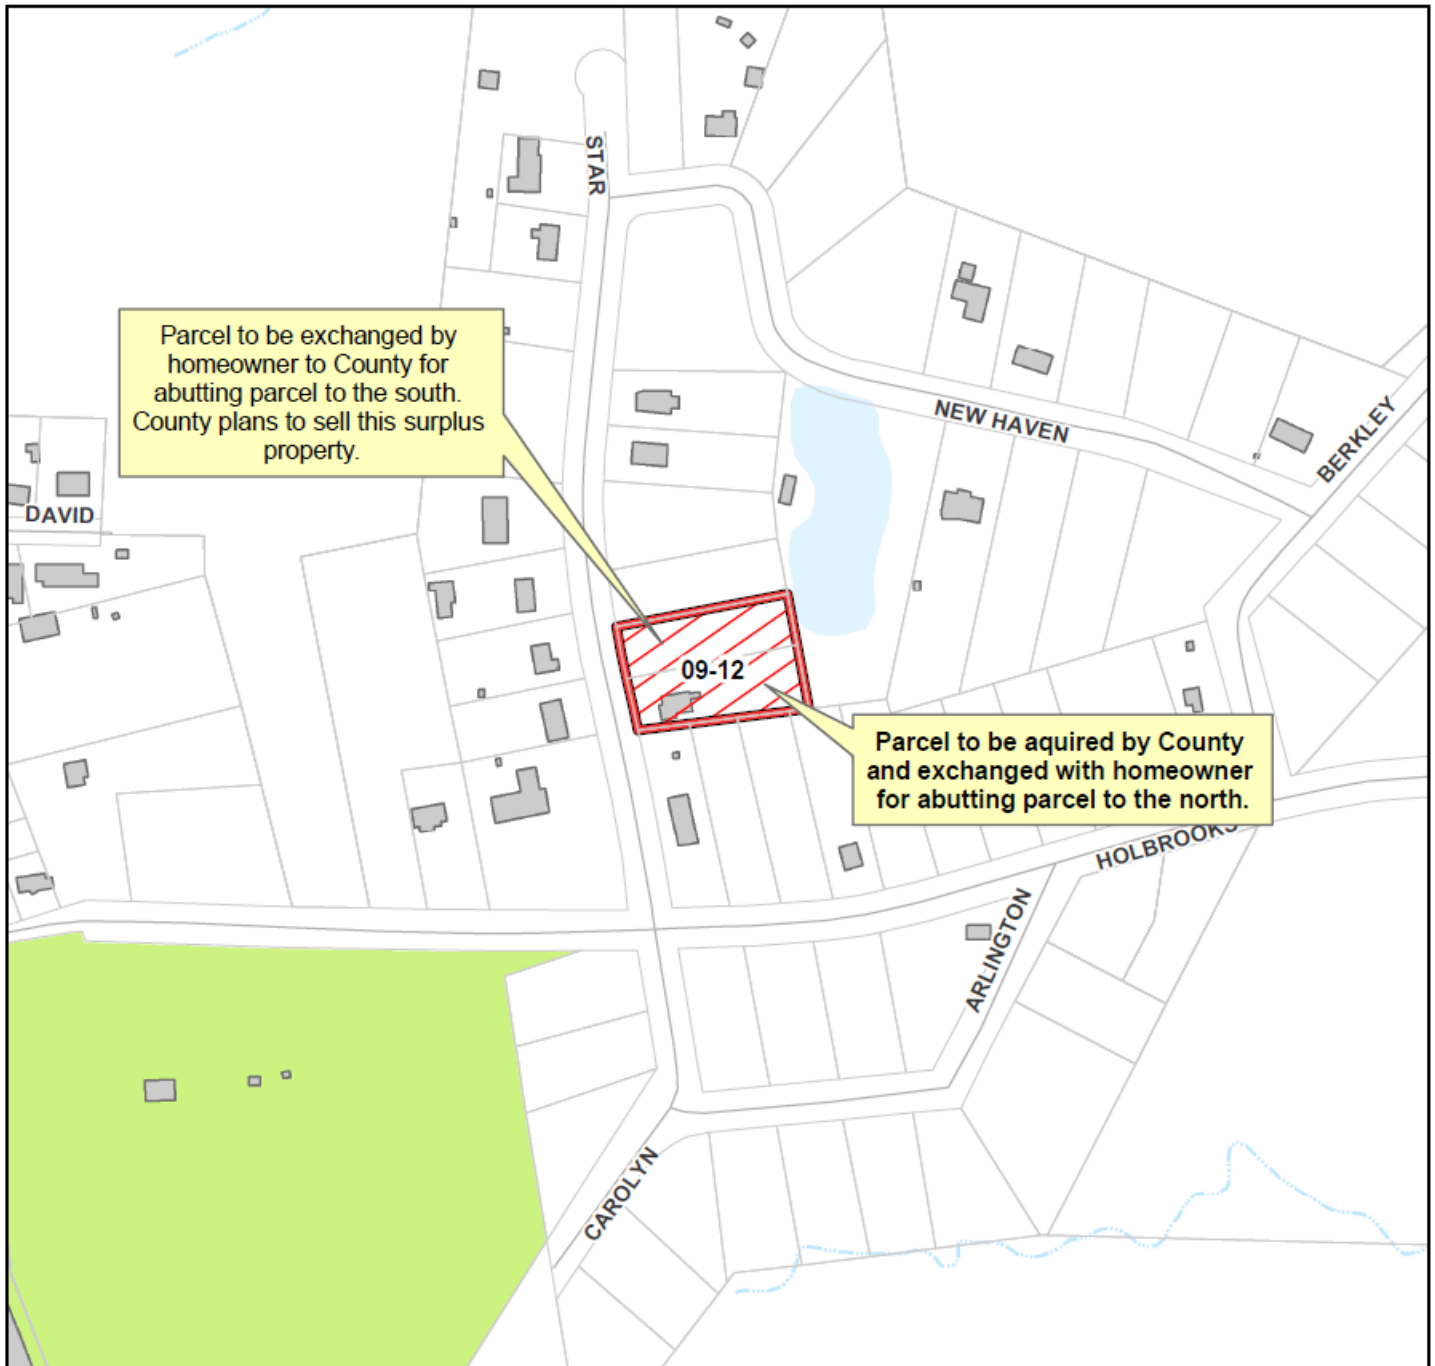 STAR
Parcel to be exchanged by
homeowner to County for
abutting parcel to the south.
County plans to sell this surplus
property.
NEW HAVEN
BERKLEY
DAVID
09-12
Parcel to be aquired by County
and exchanged with homeowner
for abutting parcel to the north.
HOLBROOKS
ARLINGTON
CAROLYN